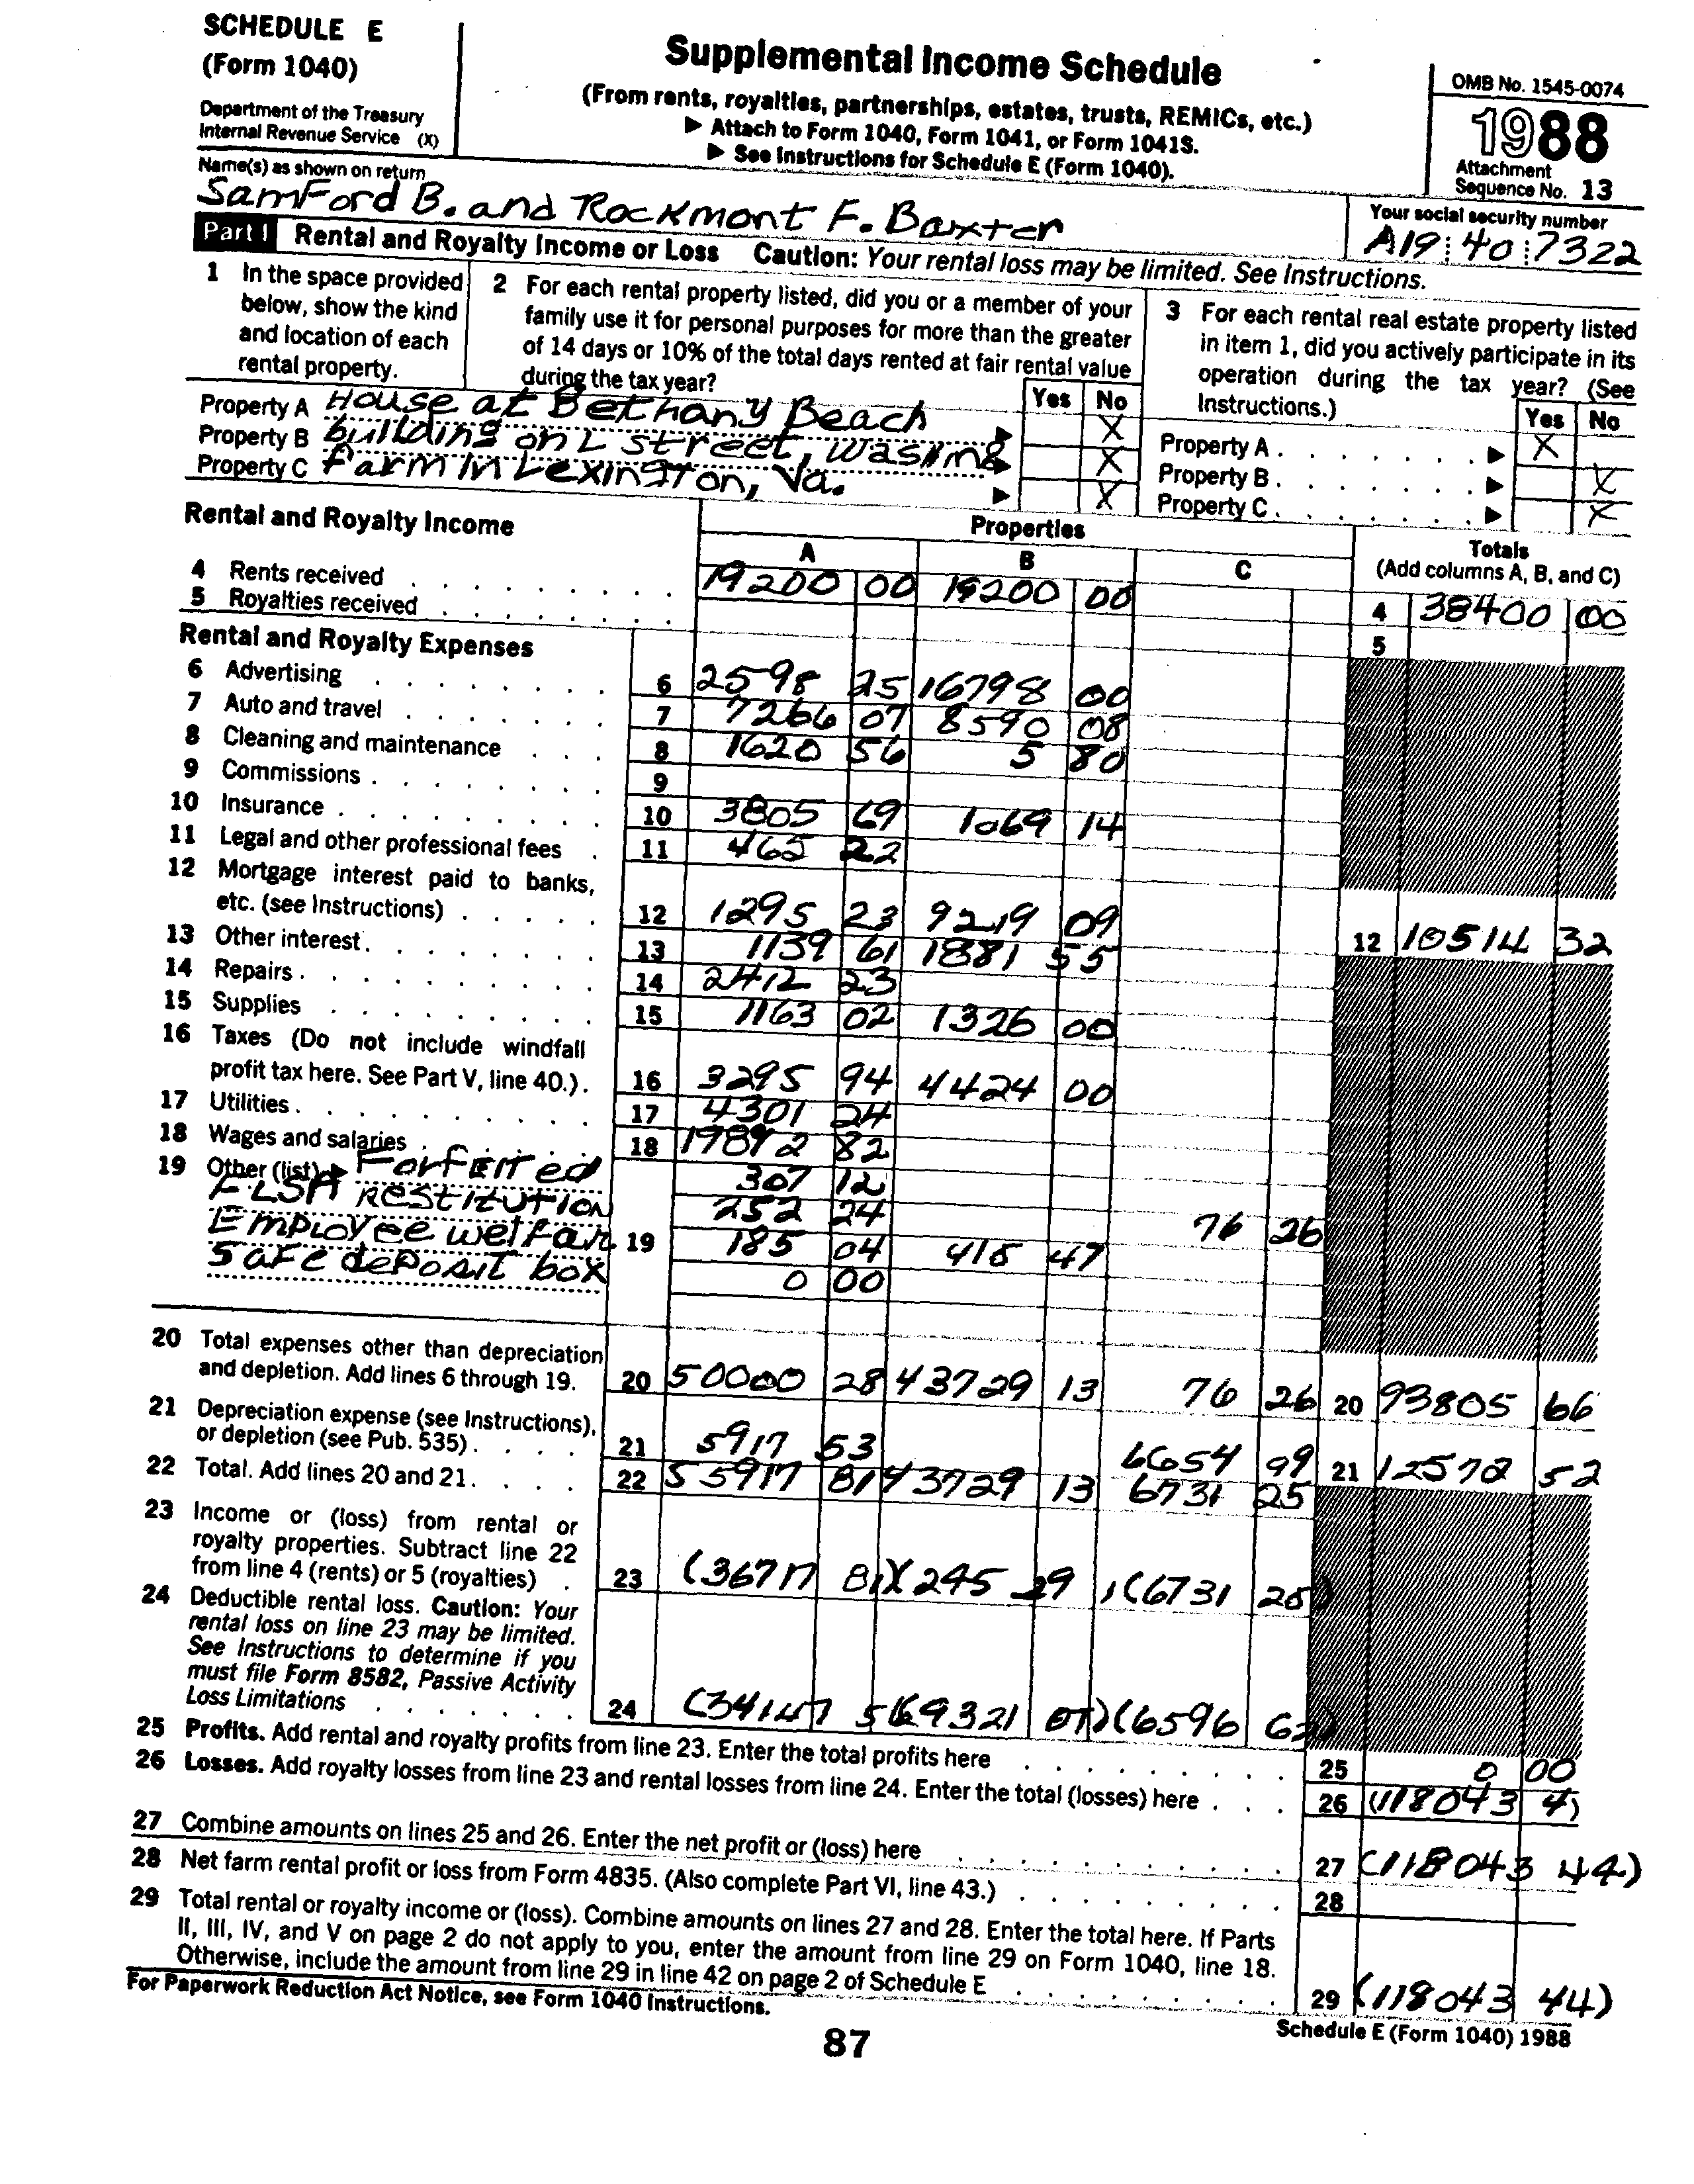 SCHEDULE E
(Form 1040)
Department of the Treasury
Internal Revenue Service (X)
Supplemental Income Schedule
(From rents, royalties, partnerships, estates, trusts, REMICs, etc.)
▶ Attach to Form 1040, Form 1041, or Form 1041S.
▶ See Instructions for Schedule E (Form 1040).
OMB No. 1545-0074
1988
Attachment
Sequence No. 13
Name(s) as shown on return
Samford B. and Rockmont F. Baxter
Your social security number
A19 40 7322
Part I Rental and Royalty Income or Loss Caution: Your rental loss may be limited. See Instructions.
1 In the space provided
below, show the kind
and location of each
rental property.
2 For each rental property listed, did you or a member of your
family use it for personal purposes for more than the greater
of 14 days or 10% of the total days rented at fair rental value
during the tax year?
3 For each rental real estate property listed
in item 1, did you actively participate in its
operation during the tax year? (See
Instructions.)
Yes No
Yes No
Property A House at Bethany Beach ▶ X
Property B building on L street, wasiing ▶ X
Property C Farm in Lexington, Va. ▶ X
Property A ▶ X
Property B ▶ X
Property C ▶ X
Rental and Royalty Income
Properties
A B C
Totals
(Add columns A, B, and C)
4 Rents received 19200 00 19200 00 4 38400 00
5 Royalties received 5
Rental and Royalty Expenses
6 Advertising 6 2598 25 16798 00
7 Auto and travel 7 7266 07 8590 08
8 Cleaning and maintenance 8 1620 56 5 80
9 Commissions 9
10 Insurance 10 3805 69 1069 14
11 Legal and other professional fees 11 465 22
12 Mortgage interest paid to banks,
etc. (see Instructions) 12 1295 23 9219 09 12 10514 32
13 Other interest 13 1139 61 1881 55
14 Repairs 14 2412 23
15 Supplies 15 1163 02 1326 00
16 Taxes (Do not include windfall
profit tax here. See Part V, line 40.) 16 3295 94 4424 00
17 Utilities 17 4301 24
18 Wages and salaries 18 19892 82
19 Other (list) ▶ Forfeited 307 12
FLSA RESTITUTION 252 24 76 26
Employee welfar 19 185 04 415 47
Safe deposit box 0 00
20 Total expenses other than depreciation
and depletion. Add lines 6 through 19. 20 50000 28 43729 13 76 26 20 93805 66
21 Depreciation expense (see Instructions),
or depletion (see Pub. 535) 21 5917 53 6654 99 21 12572 52
22 Total. Add lines 20 and 21 22 55917 81 43729 13 6731 25
23 Income or (loss) from rental or
royalty properties. Subtract line 22
from line 4 (rents) or 5 (royalties) 23 (36717 81) (245 29 (6731 25)
24 Deductible rental loss. Caution: Your
rental loss on line 23 may be limited.
See Instructions to determine if you
must file Form 8582, Passive Activity
Loss Limitations 24 (34147 (6596
25 Profits. Add rental and royalty profits from line 23. Enter the total profits here 25 0 00
26 Losses. Add royalty losses from line 23 and rental losses from line 24. Enter the total (losses) here 26 (118043 4)
27 Combine amounts on lines 25 and 26. Enter the net profit or (loss) here 27 (118043 44)
28 Net farm rental profit or loss from Form 4835. (Also complete Part VI, line 43.) 28
29 Total rental or royalty income or (loss). Combine amounts on lines 27 and 28. Enter the total here. If Parts
II, III, IV, and V on page 2 do not apply to you, enter the amount from line 29 on Form 1040, line 18.
Otherwise, include the amount from line 29 in line 42 on page 2 of Schedule E 29 (118043 44)
For Paperwork Reduction Act Notice, see Form 1040 Instructions.
Schedule E (Form 1040) 1988
87